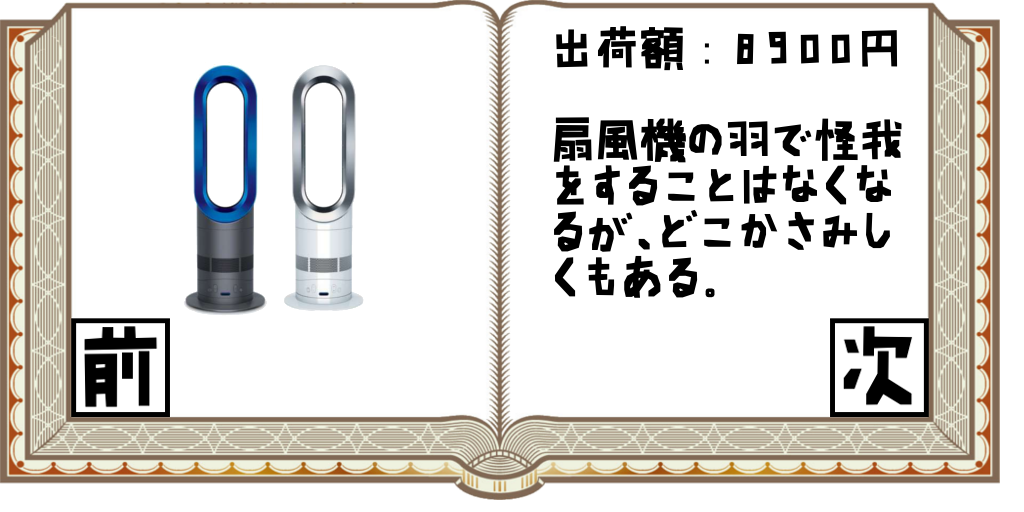 出荷額：8900円
扇風機の羽で怪我
をすることはなくな
るが、どこかさみし
くもある。
前
次